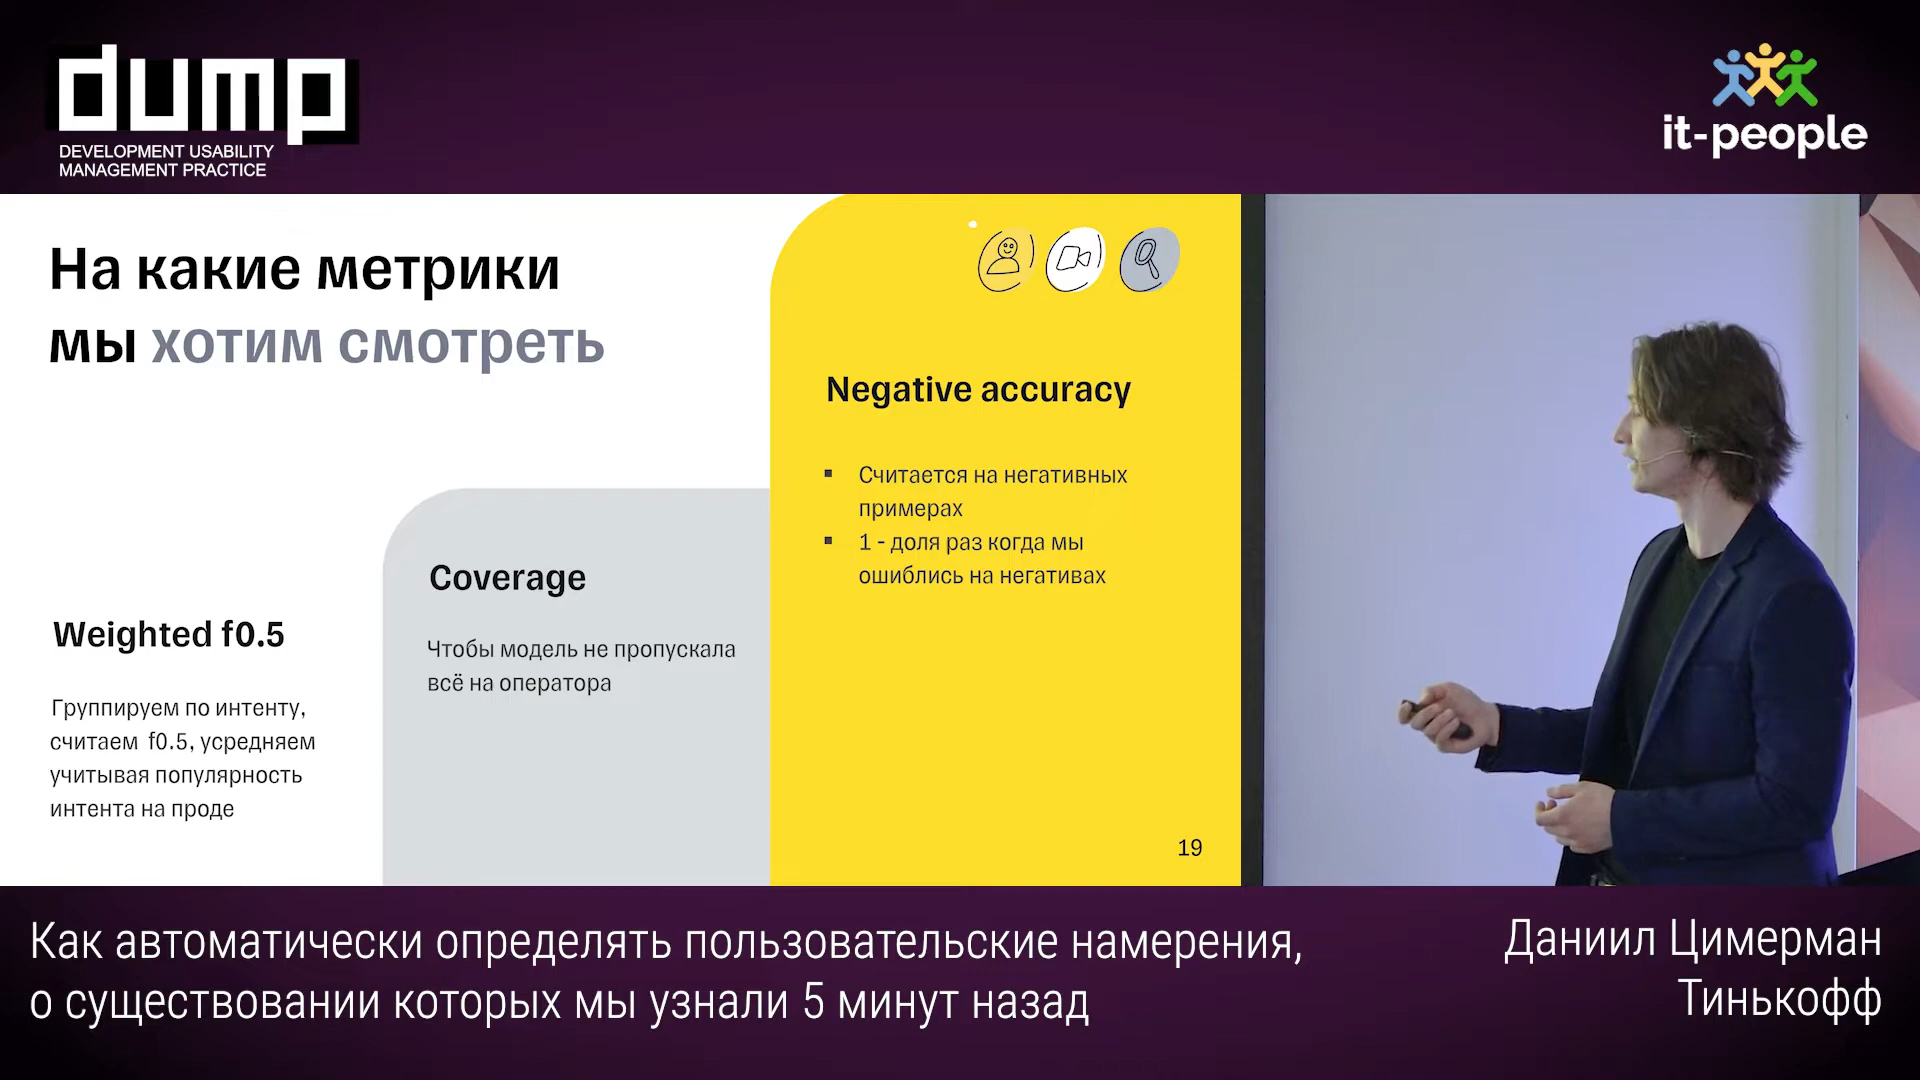 dump
DEVELOPMENT USABILITY
MANAGEMENT PRACTICE
it-people
На какие метрики
мы хотим смотреть
Weighted f0.5
Группируем по интенту,
считаем f0.5, усредняем
учитывая популярность
интента на проде
Coverage
Чтобы модель не пропускала
всё на оператора
Negative accuracy
▪ Считается на негативных
примерах
▪ 1 - доля раз когда мы
ошиблись на негативах
19
Как автоматически определять пользовательские намерения,
о существовании которых мы узнали 5 минут назад
Даниил Цимерман
Тинькофф